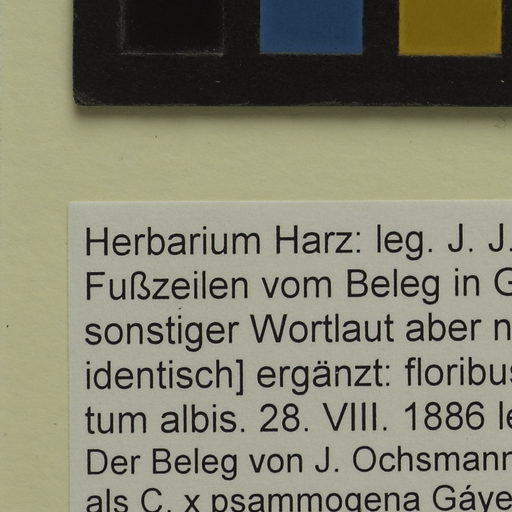 Herbarium Harz: leg. J. J.
Fußzeilen vom Beleg in G
sonstiger Wortlaut aber n
identisch] ergänzt: floribus
tum albis. 28. VIII. 1886 le
Der Beleg von J. Ochsmann
als C. x psammogena Gáye